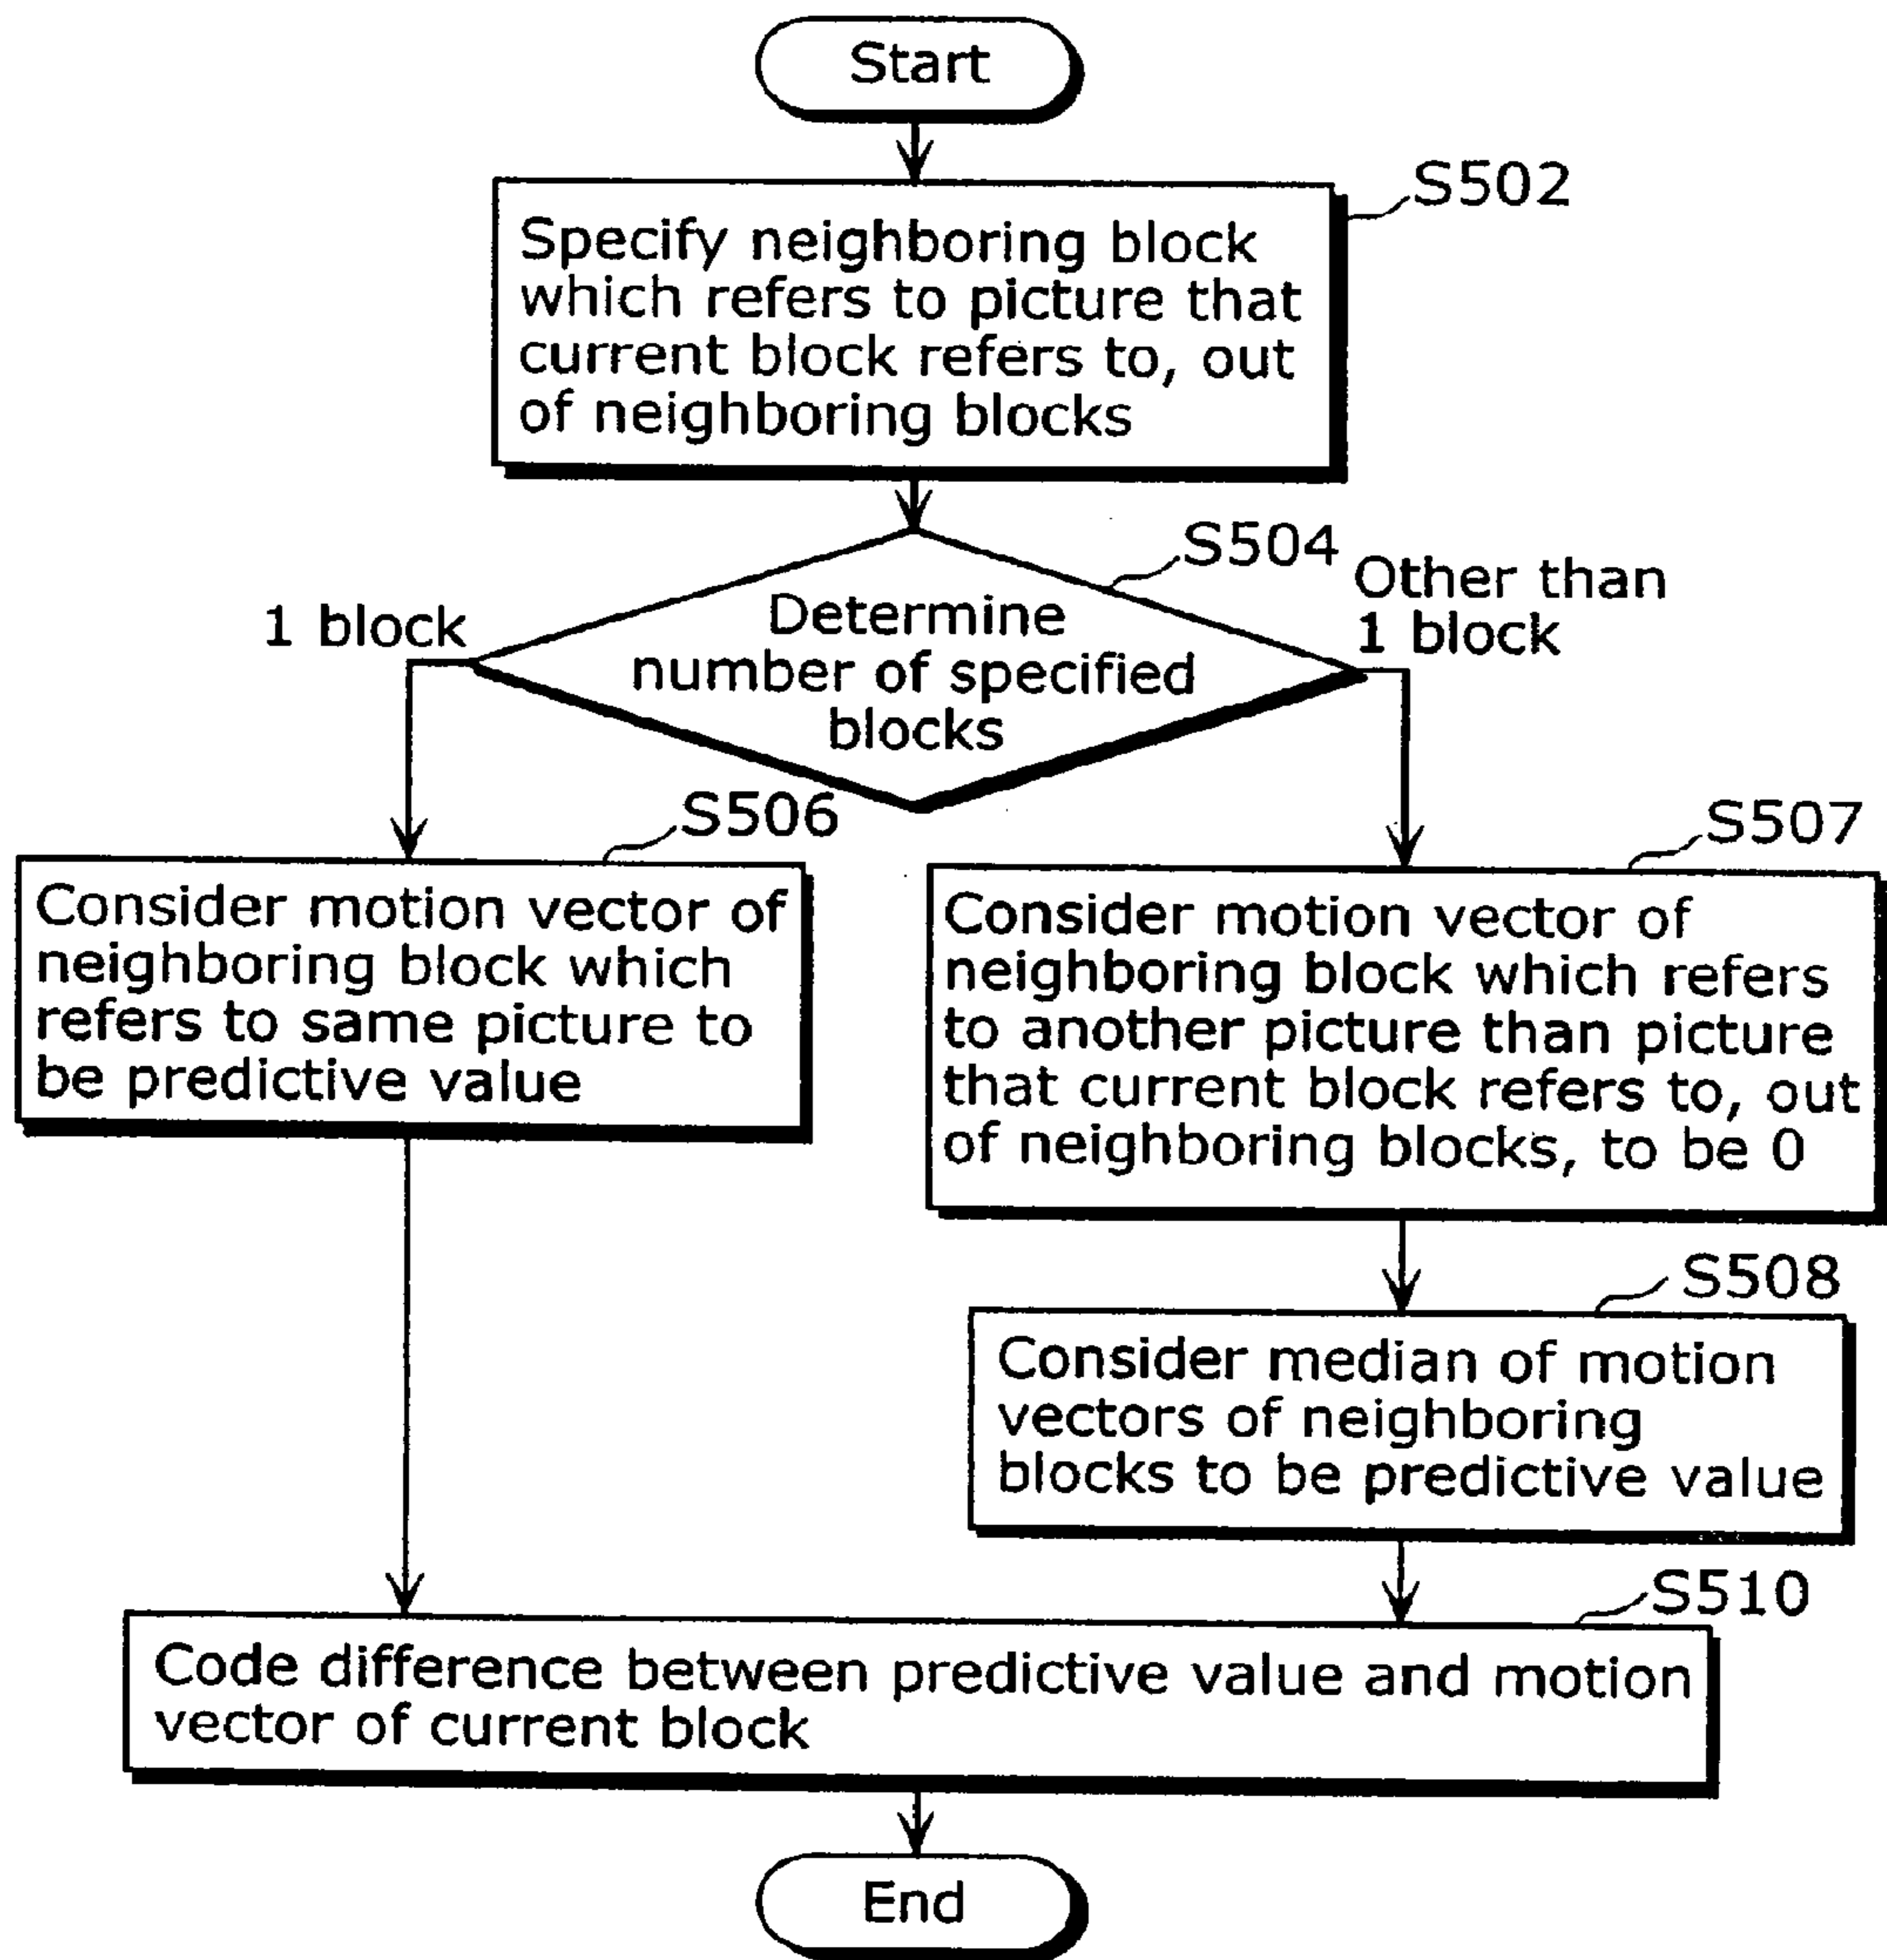 Start
S502
Specify neighboring block
which refers to picture that
current block refers to, out
of neighboring blocks
S504
1 block
Other than
1 block
Determine
number of specified
blocks
S506
Consider motion vector of
neighboring block which
refers to same picture to
be predictive value
S507
Consider motion vector of
neighboring block which refers
to another picture than picture
that current block refers to, out
of neighboring blocks, to be 0
S508
Consider median of motion
vectors of neighboring
blocks to be predictive value
S510
Code difference between predictive value and motion
vector of current block
End